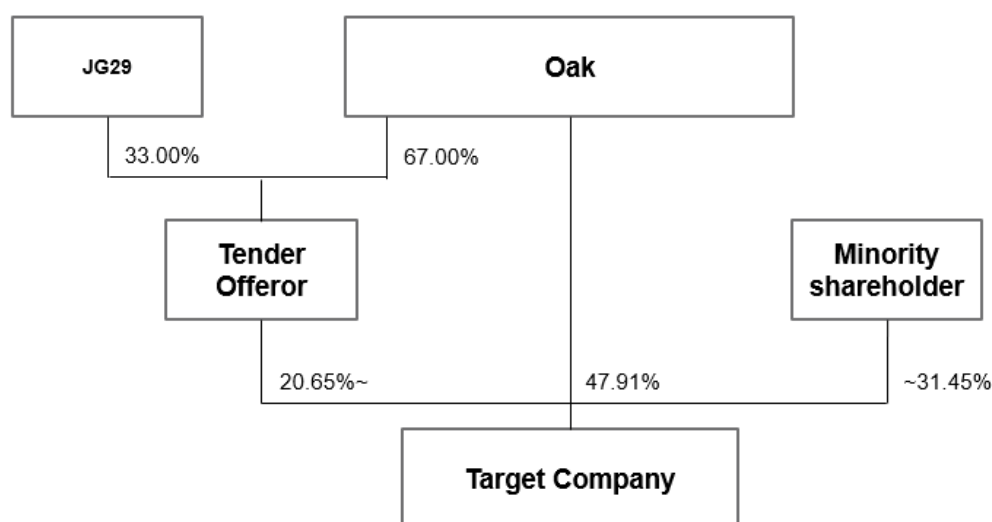 JG29
Oak
33.00%
67.00%
Tender
Offeror
Minority
shareholder
20.65%~
47.91%
~31.45%
Target Company